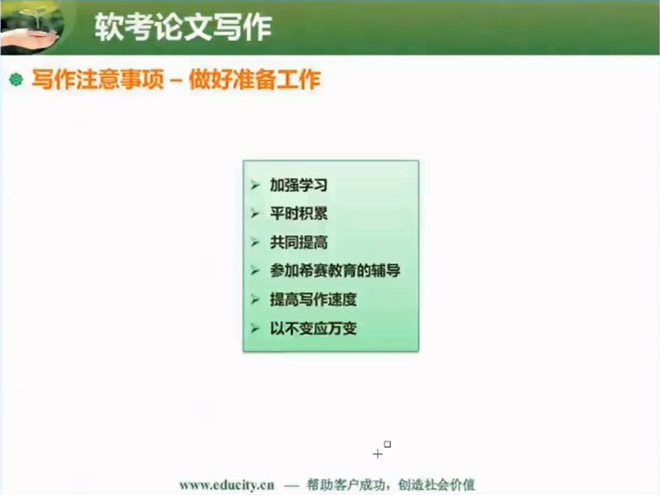 软考论文写作
写作注意事项 – 做好准备工作
加强学习
平时积累
共同提高
参加希赛教育的辅导
提高写作速度
以不变应万变
www.educity.cn — 帮助客户成功，创造社会价值